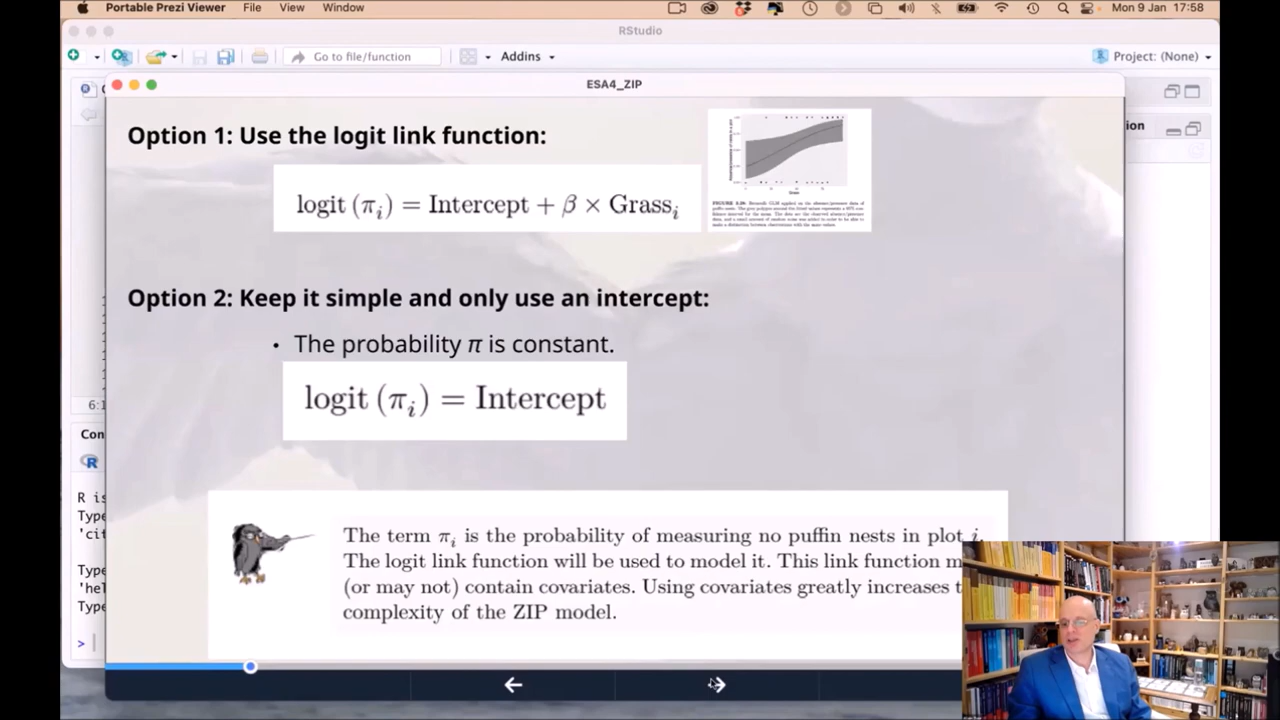 Portable Prezi Viewer File View Window Mon 9 Jan 17:58
RStudio
Go to file/function Addins Project: (None)
ESA4_ZIP
Option 1: Use the logit link function:
logit (πᵢ) = Intercept + β × Grassᵢ
ion
Option 2: Keep it simple and only use an intercept:
• The probability π is constant.
logit (πᵢ) = Intercept
6:1
Con
R is
Type
'cit
Type
'hel
Type
>
The term πᵢ is the probability of measuring no puffin nests in plot i.
The logit link function will be used to model it. This link function m
(or may not) contain covariates. Using covariates greatly increases t
complexity of the ZIP model.